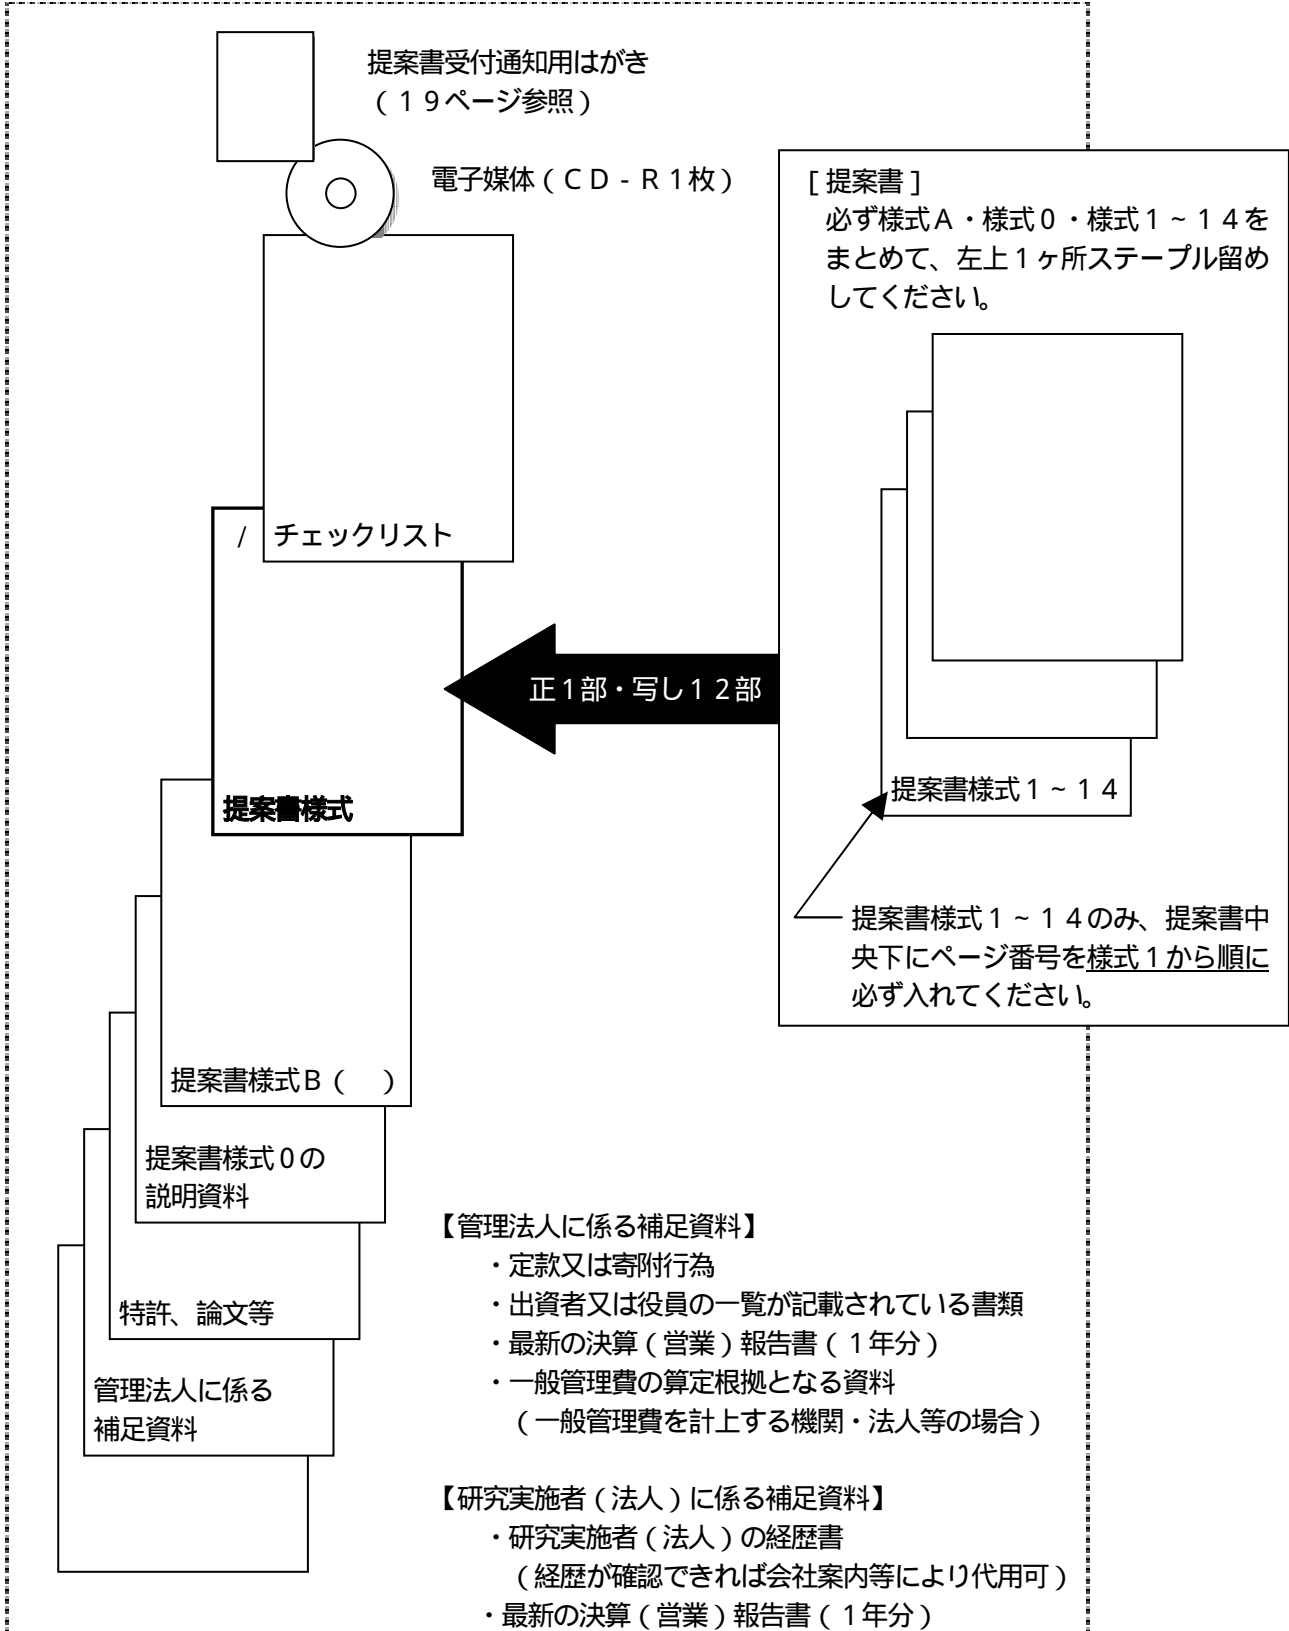 提案書受付通知用はがき
（１９ページ参照）
電子媒体（ＣＤ‐Ｒ１枚）
［提案書］
必ず様式Ａ・様式０・様式１～１４を
まとめて、左上１ヶ所ステープル留め
してください。
/
チェックリスト
正１部・写し１２部
提案書様式
提案書様式１～１４
提案書様式１～１４のみ、提案書中
央下にページ番号を様式１から順に
必ず入れてください。
提案書様式Ｂ（　）
提案書様式０の
説明資料
特許、論文等
管理法人に係る
補足資料
【管理法人に係る補足資料】
・定款又は寄附行為
・出資者又は役員の一覧が記載されている書類
・最新の決算（営業）報告書（１年分）
・一般管理費の算定根拠となる資料
（一般管理費を計上する機関・法人等の場合）
【研究実施者（法人）に係る補足資料】
・研究実施者（法人）の経歴書
（経歴が確認できれば会社案内等により代用可）
・最新の決算（営業）報告書（１年分）